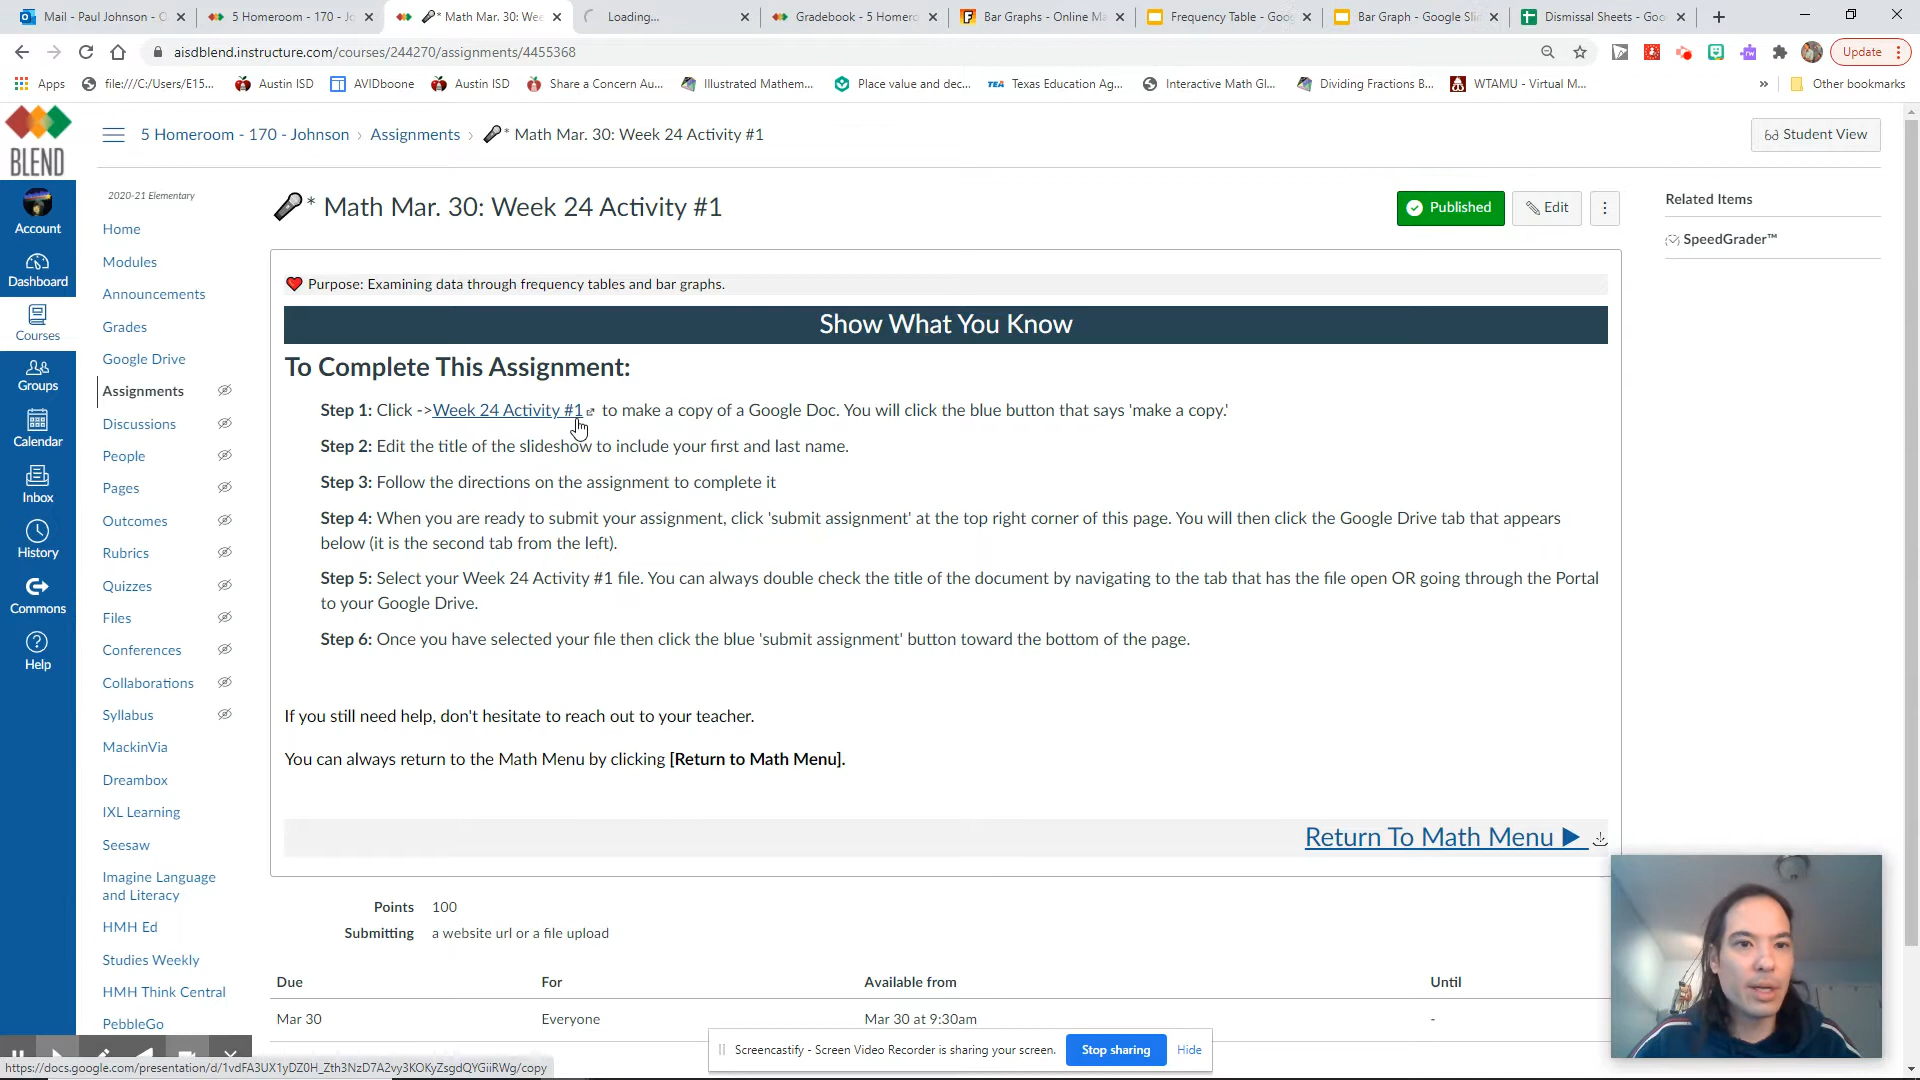 Mail - Paul Johnson - O
5 Homeroom - 170 - Jo
* Math Mar. 30: Wee
Loading...
Gradebook - 5 Homero
Bar Graphs - Online Ma
Frequency Table - Goo
Bar Graph - Google Slid
Dismissal Sheets - Goo
aisdblend.instructure.com/courses/244270/assignments/4455368
Update
Apps
file:///C:/Users/E15...
Austin ISD
AVIDboone
Austin ISD
Share a Concern Au...
Illustrated Mathem...
Place value and dec...
TEA Texas Education Ag...
Interactive Math Gl...
Dividing Fractions B...
WTAMU - Virtual M...
»
Other bookmarks
BLEND
5 Homeroom - 170 - Johnson › Assignments › * Math Mar. 30: Week 24 Activity #1
Student View
Account
Dashboard
Courses
Groups
Calendar
Inbox
History
Commons
Help
2020-21 Elementary
Home
Modules
Announcements
Grades
Google Drive
Assignments
Discussions
People
Pages
Outcomes
Rubrics
Quizzes
Files
Conferences
Collaborations
Syllabus
MackinVia
Dreambox
IXL Learning
Seesaw
Imagine Language
and Literacy
HMH Ed
Studies Weekly
HMH Think Central
PebbleGo
* Math Mar. 30: Week 24 Activity #1
Published
Edit
Related Items
SpeedGrader™
Purpose: Examining data through frequency tables and bar graphs.
Show What You Know
To Complete This Assignment:
Step 1: Click ->Week 24 Activity #1 to make a copy of a Google Doc. You will click the blue button that says 'make a copy.'
Step 2: Edit the title of the slideshow to include your first and last name.
Step 3: Follow the directions on the assignment to complete it
Step 4: When you are ready to submit your assignment, click 'submit assignment' at the top right corner of this page. You will then click the Google Drive tab that appears
below (it is the second tab from the left).
Step 5: Select your Week 24 Activity #1 file. You can always double check the title of the document by navigating to the tab that has the file open OR going through the Portal
to your Google Drive.
Step 6: Once you have selected your file then click the blue 'submit assignment' button toward the bottom of the page.
If you still need help, don't hesitate to reach out to your teacher.
You can always return to the Math Menu by clicking [Return to Math Menu].
Return To Math Menu ▶
Points 100
Submitting a website url or a file upload
Due For Available from Until
Mar 30 Everyone Mar 30 at 9:30am -
Screencastify - Screen Video Recorder is sharing your screen.
Stop sharing
Hide
https://docs.google.com/presentation/d/1vdFA3UX1yDZ0H_Zth3NzD7A2vy3KOKyZsgdQYGiiRWg/copy